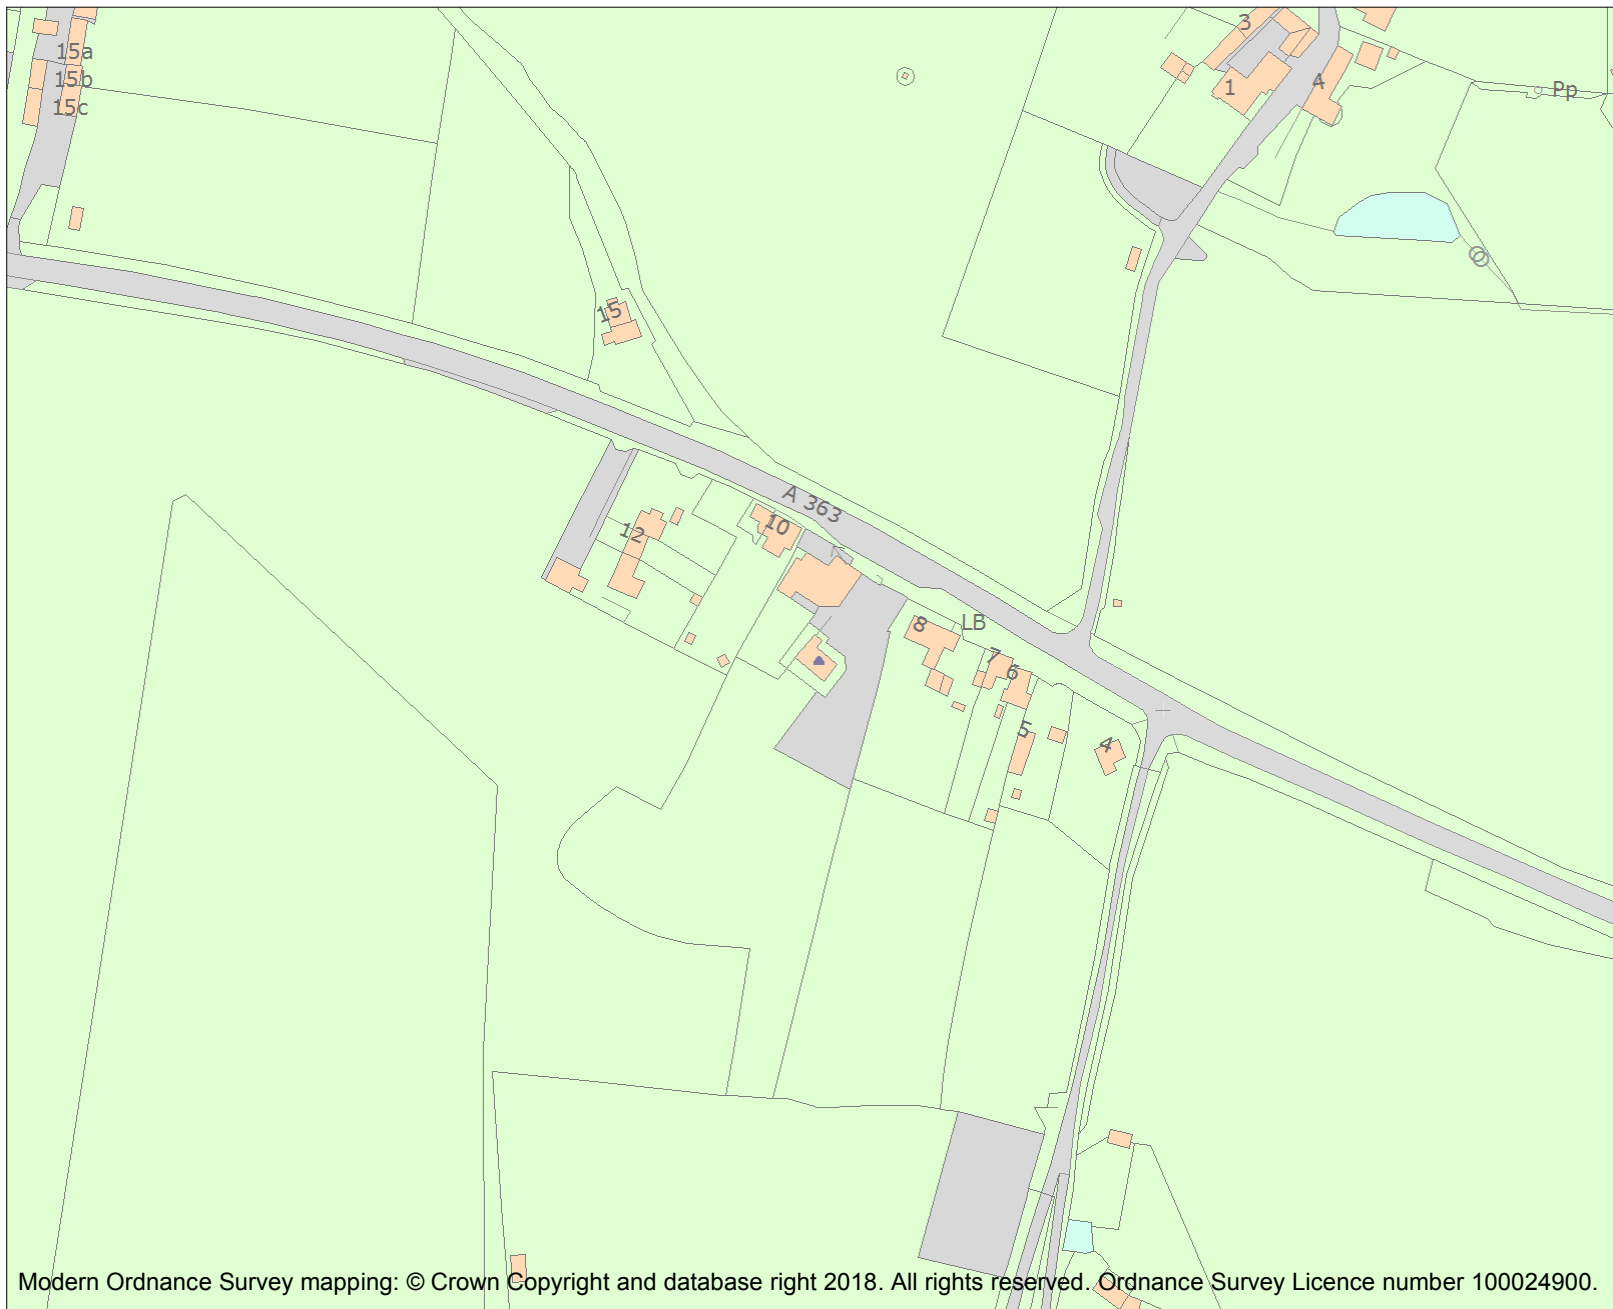 3
15a
15b
15c
1
4
Pp
15
A 363
10
12
8
LB
7
6
5
4
Modern Ordnance Survey mapping: © Crown Copyright and database right 2018. All rights reserved. Ordnance Survey Licence number 100024900.